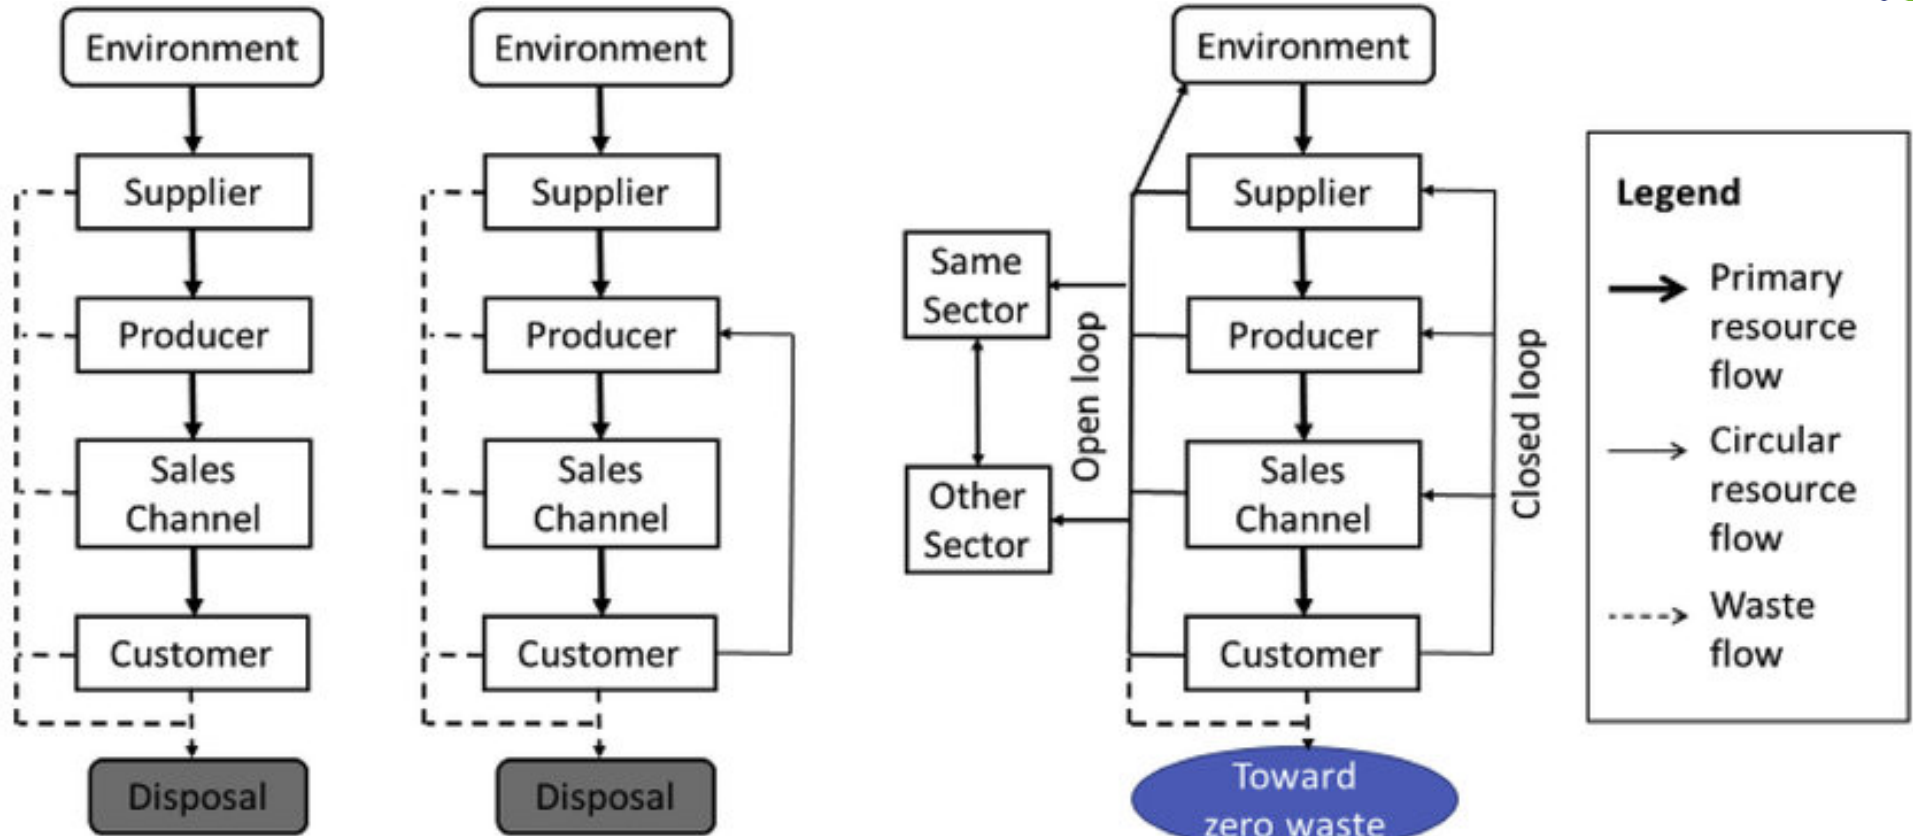 Environment
Supplier
Producer
Sales
Channel
Customer
Disposal
Environment
Supplier
Producer
Sales
Channel
Customer
Disposal
Environment
Supplier
Producer
Sales
Channel
Customer
Toward
zero waste
Same
Sector
Other
Sector
Open loop
Closed loop
Legend
Primary
resource
flow
Circular
resource
flow
Waste
flow